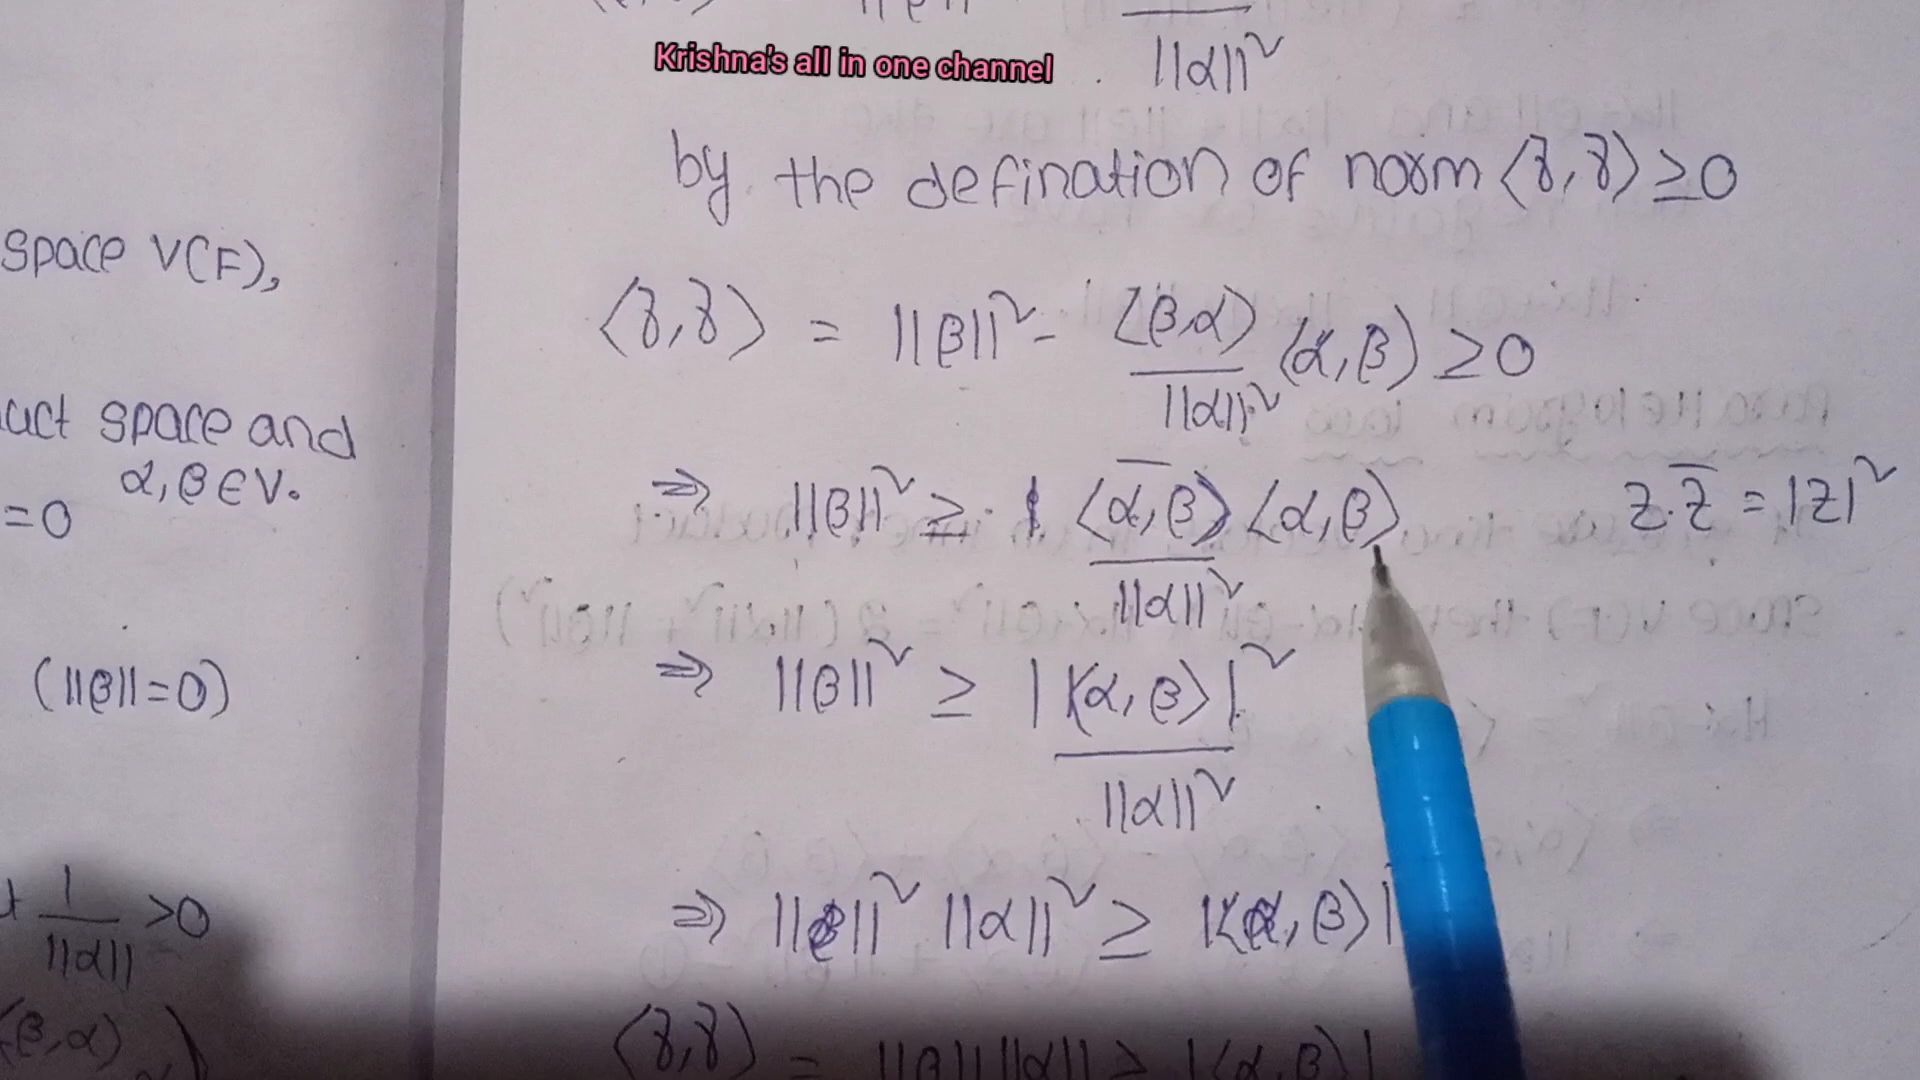 Krishna's all in one channel
||α||²
by the defination of norm ⟨γ,γ⟩ ≥ 0
space V(F),
⟨γ,γ⟩ = ||β||² - ⟨β,α⟩/||α||² ⟨α,β⟩ ≥ 0
uct space and
α, β ∈ V.
= 0
⇒ ||β||² ≥ \overline{⟨α,β⟩} ⟨α,β⟩ / ||α||²
z.z̄ = |z|²
(||β|| = 0)
⇒ ||β||² ≥ |⟨α,β⟩|² / ||α||²
1/||α|| > 0
⇒ ||β||² ||α||² ≥ |⟨α,β⟩|
⟨β,α⟩
⟨γ,γ⟩ = ||β|| ||α|| ≥ |⟨α,β⟩|